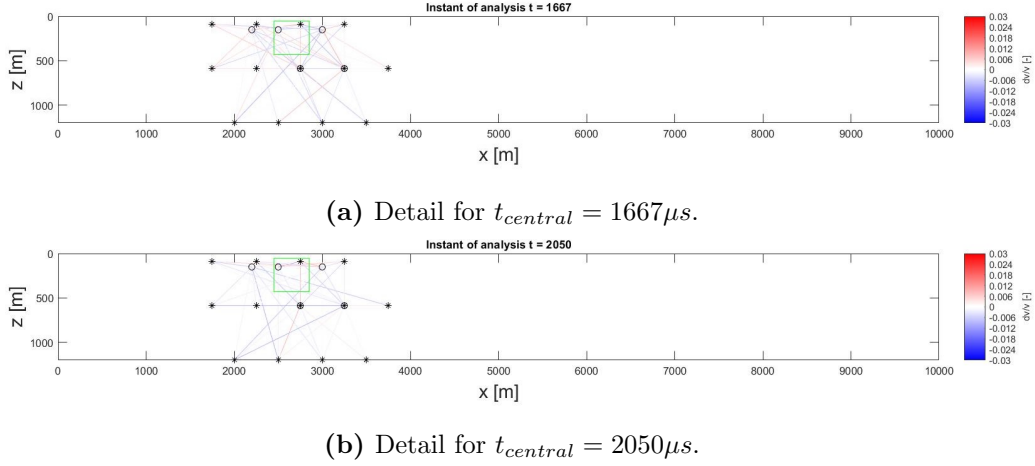 Instant of analysis t = 1667
0
500
1000
z [m]
0 1000 2000 3000 4000 5000 6000 7000 8000 9000 10000
x [m]
0.03
0.024
0.018
0.012
0.006
0
-0.006
-0.012
-0.018
-0.024
-0.03
dv/v [-]
(a) Detail for t_central = 1667μs.
Instant of analysis t = 2050
0
500
1000
z [m]
0 1000 2000 3000 4000 5000 6000 7000 8000 9000 10000
x [m]
0.03
0.024
0.018
0.012
0.006
0
-0.006
-0.012
-0.018
-0.024
-0.03
dv/v [-]
(b) Detail for t_central = 2050μs.